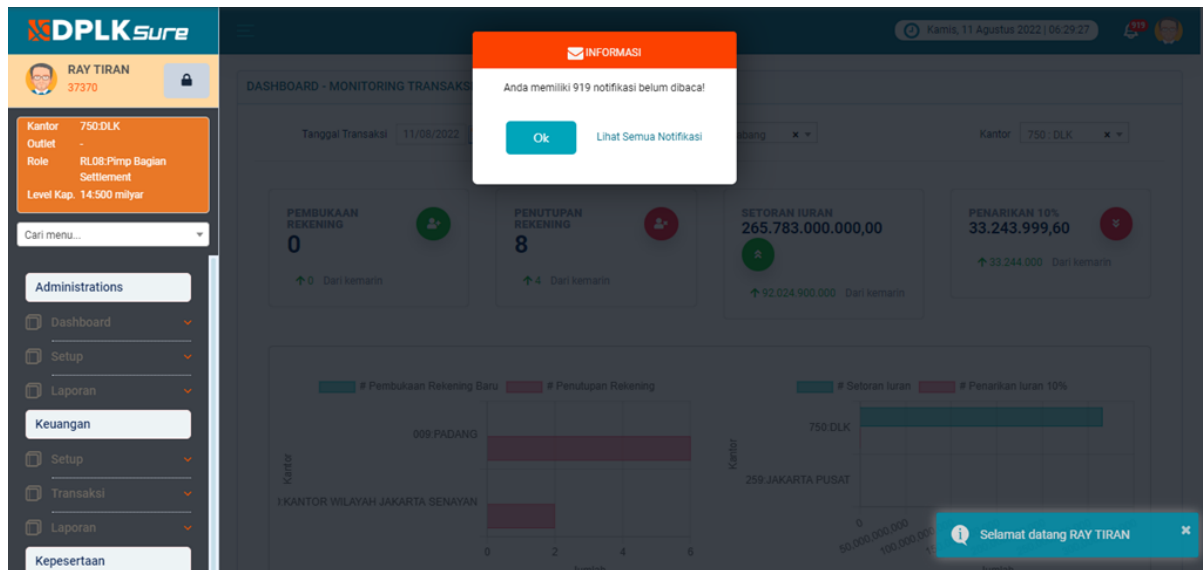 DPLKSure
RAY TIRAN
37370
Kantor 750:DLK
Outlet -
Role RL08:Pimp Bagian
Settlement
Level Kap. 14:500 milyar
Cari menu...
Administrations
Dashboard
Setup
Laporan
Keuangan
Setup
Transaksi
Laporan
Kepesertaan
Kamis, 11 Agustus 2022 | 06:29:27
919
INFORMASI
Anda memiliki 919 notifikasi belum dibaca!
Ok Lihat Semua Notifikasi
DASHBOARD - MONITORING TRANSAKS
Tanggal Transaksi 11/08/2022
abang x
Kantor 750 : DLK x
PEMBUKAAN
REKENING
0
0 Dari kemarin
PENUTUPAN
REKENING
8
4 Dari kemarin
SETORAN IURAN
265.783.000.000,00
92.024.900.000 Dari kemarin
PENARIKAN 10%
33.243.999,60
33.244.000 Dari kemarin
# Pembukaan Rekening Baru # Penutupan Rekening
Kantor
009:PADANG
:KANTOR WILAYAH JAKARTA SENAYAN
0 2 4 6
# Setoran Iuran # Penarikan Iuran 10%
Kantor
750:DLK
259:JAKARTA PUSAT
0
50.000.000.000
Selamat datang RAY TIRAN ×